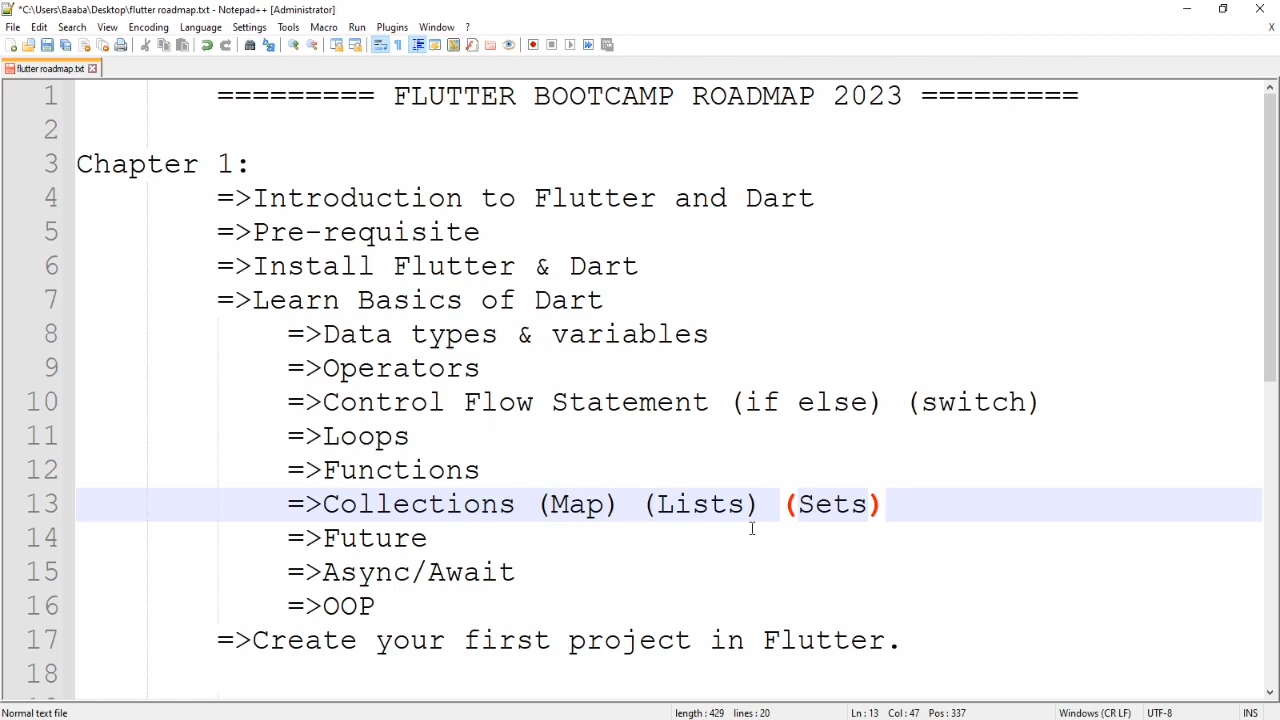 *C:\Users\Baaba\Desktop\flutter roadmap.txt - Notepad++ [Administrator]
File Edit Search View Encoding Language Settings Tools Macro Run Plugins Window ?
flutter roadmap.txt
1 ========= FLUTTER BOOTCAMP ROADMAP 2023 =========
2
3 Chapter 1:
4 =>Introduction to Flutter and Dart
5 =>Pre-requisite
6 =>Install Flutter & Dart
7 =>Learn Basics of Dart
8 =>Data types & variables
9 =>Operators
10 =>Control Flow Statement (if else) (switch)
11 =>Loops
12 =>Functions
13 =>Collections (Map) (Lists) (Sets)
14 =>Future
15 =>Async/Await
16 =>OOP
17 =>Create your first project in Flutter.
18
Normal text file length : 429 lines : 20 Ln : 13 Col : 47 Pos : 337 Windows (CR LF) UTF-8 INS